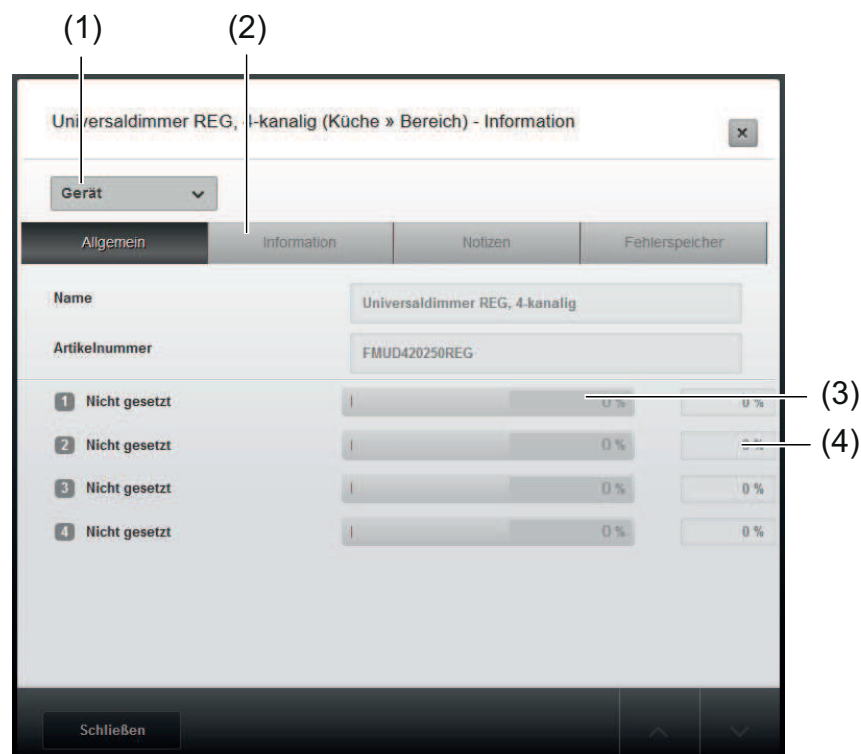 (1) (2)
Universaldimmer REG, 4-kanalig (Küche » Bereich) - Information
Gerät
Allgemein Information Notizen Fehlerspeicher
Name Universaldimmer REG, 4-kanalig
Artikelnummer FMUD420250REG
1 Nicht gesetzt 0 % 0 % (3)
2 Nicht gesetzt 0 % 0 % (4)
3 Nicht gesetzt 0 % 0 %
4 Nicht gesetzt 0 % 0 %
Schließen